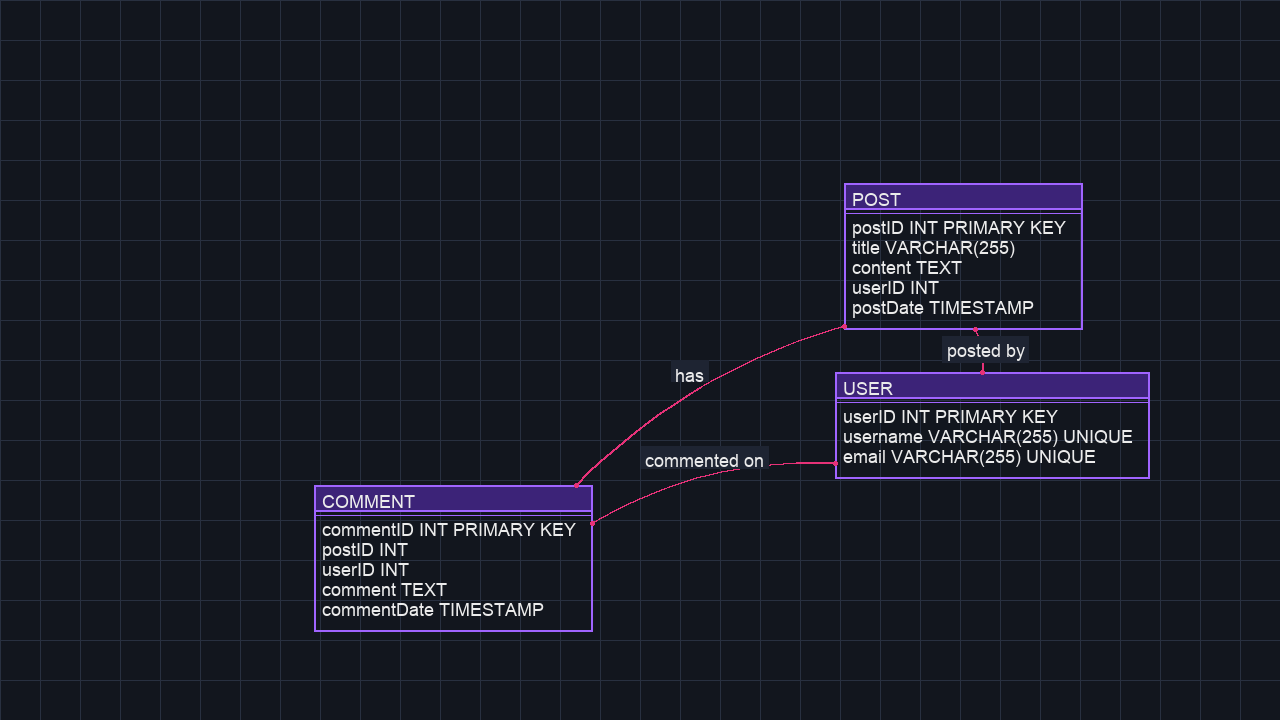 POST
postID INT PRIMARY KEY
title VARCHAR(255)
content TEXT
userID INT
postDate TIMESTAMP
posted by
has
USER
userID INT PRIMARY KEY
username VARCHAR(255) UNIQUE
email VARCHAR(255) UNIQUE
commented on
COMMENT
commentID INT PRIMARY KEY
postID INT
userID INT
comment TEXT
commentDate TIMESTAMP